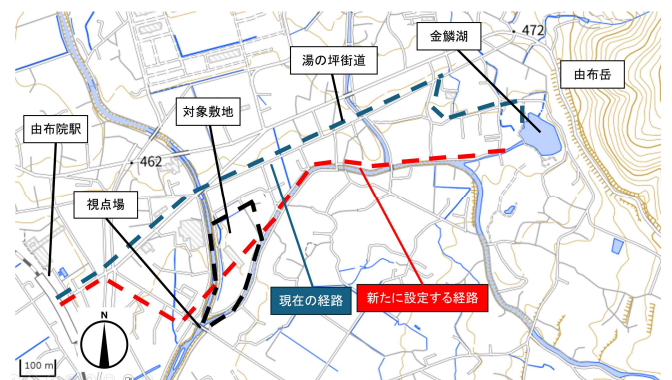 金鱗湖
472
湯の坪街道
由布岳
対象敷地
由布院駅
462
視点場
現在の経路
新たに設定する経路
N
100 m